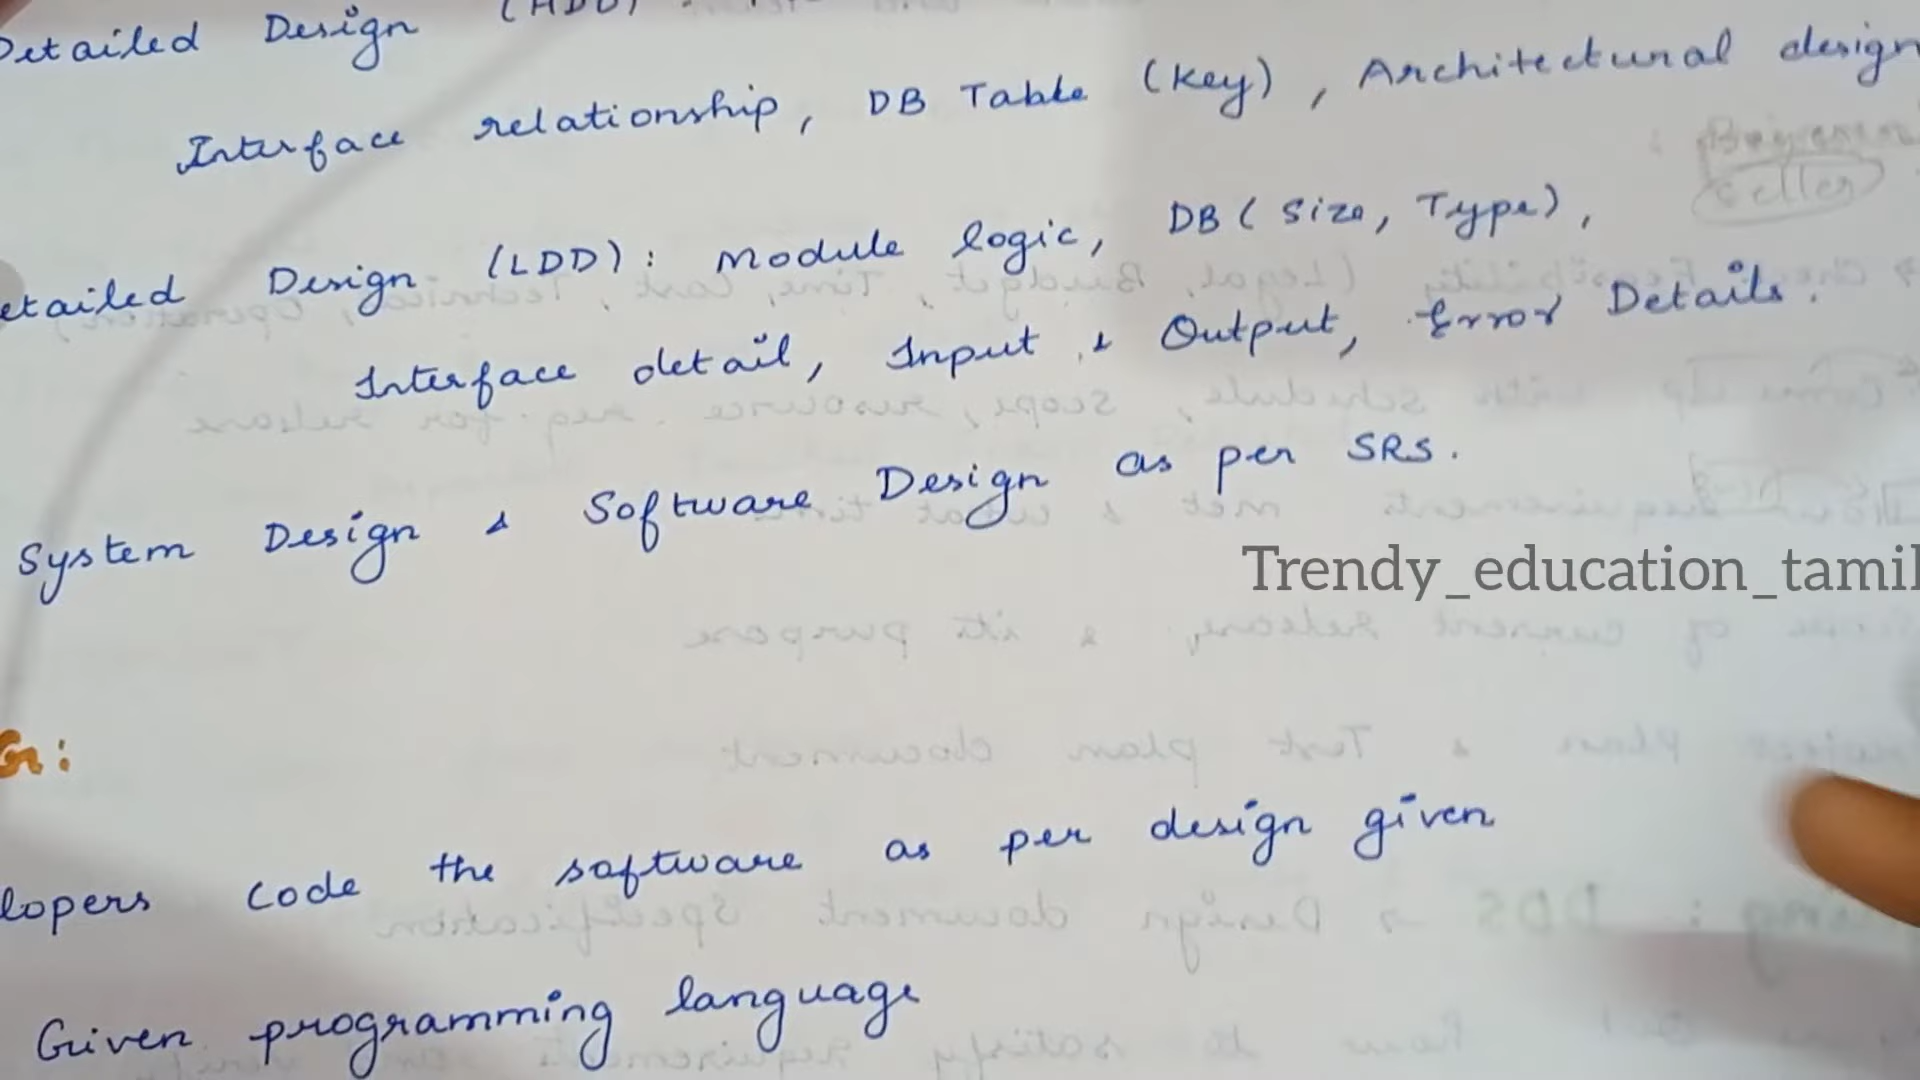 Detailed Design (HDD)
Interface relationship, DB Table (Key), Architectural design
etailed Design (LDD): Module logic, DB (Size, Type),
Interface detail, Input & Output, Error Details.
System Design & Software Design as per SRS.
Trendy_education_tamil
G:
lopers Code the software as per design given
Given programming language